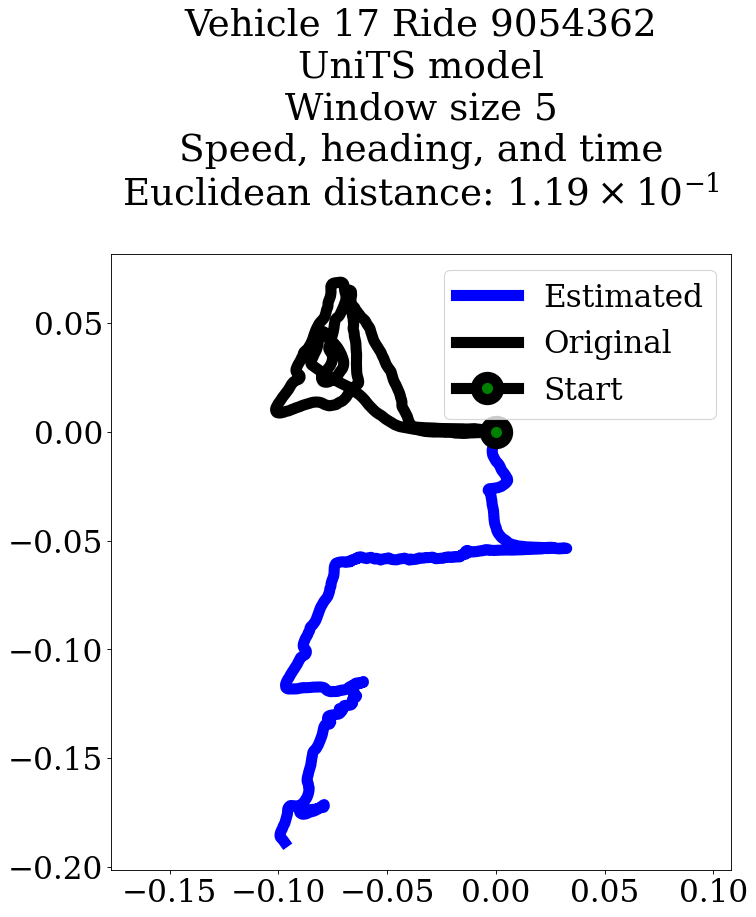 Vehicle 17 Ride 9054362
UniTS model
Window size 5
Speed, heading, and time
Euclidean distance: 1.19 × 10⁻¹
Estimated
Original
Start
0.05
0.00
−0.05
−0.10
−0.15
−0.20
−0.15 −0.10 −0.05 0.00 0.05 0.10